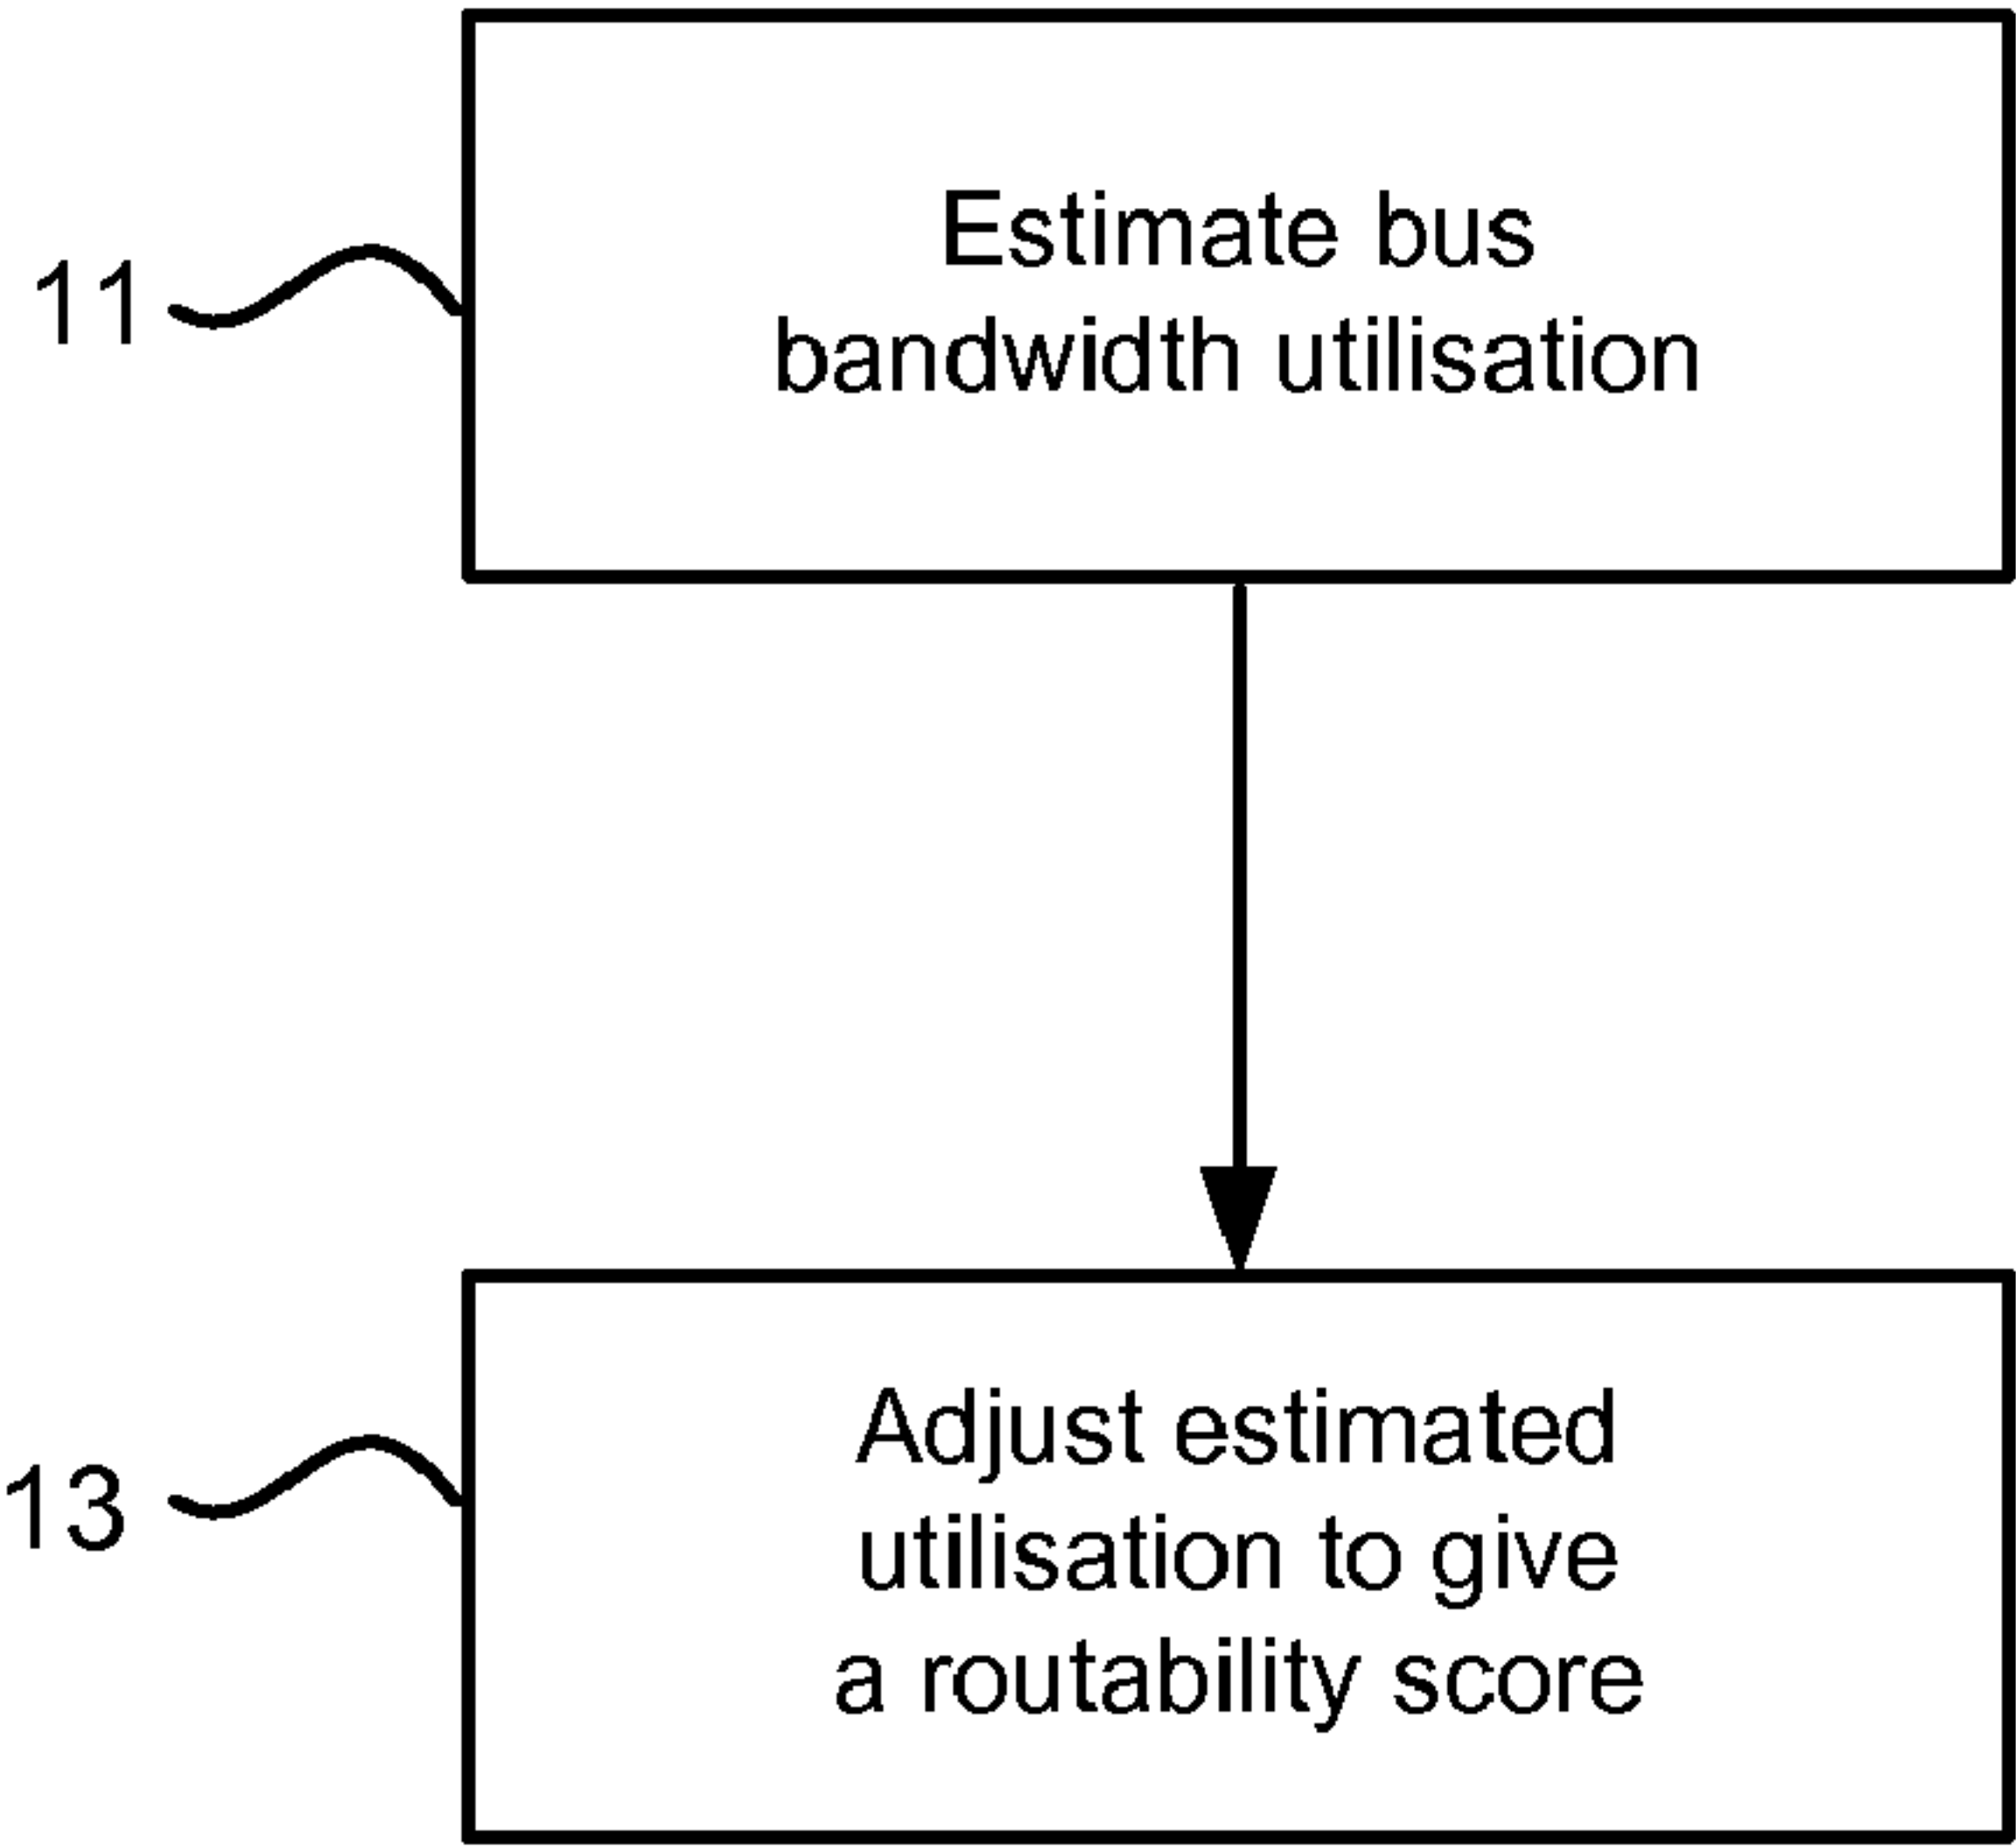 11
Estimate bus
bandwidth utilisation
13
Adjust estimated
utilisation to give
a routability score